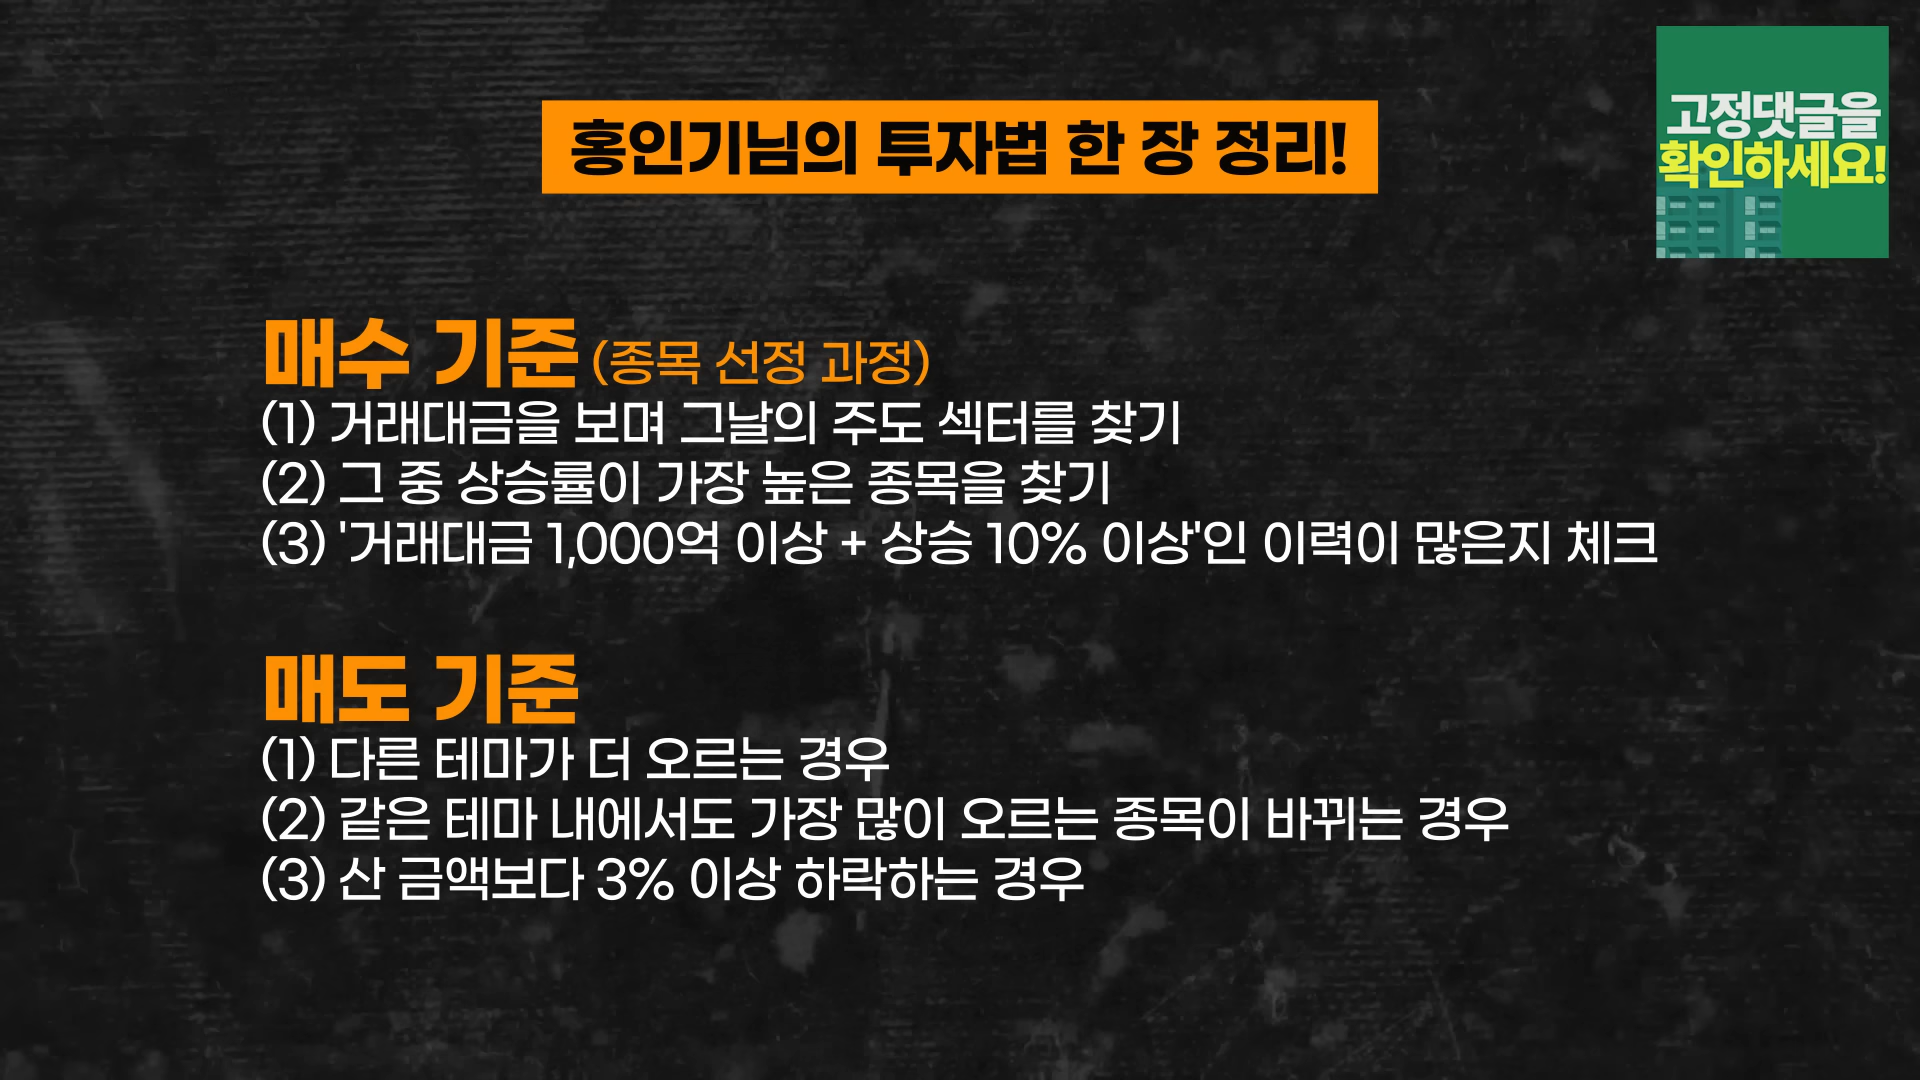 홍인기님의 투자법 한 장 정리!
고정댓글을
확인하세요!
매수 기준 (종목 선정 과정)
(1) 거래대금을 보며 그날의 주도 섹터를 찾기
(2) 그 중 상승률이 가장 높은 종목을 찾기
(3) '거래대금 1,000억 이상 + 상승 10% 이상'인 이력이 많은지 체크
매도 기준
(1) 다른 테마가 더 오르는 경우
(2) 같은 테마 내에서도 가장 많이 오르는 종목이 바뀌는 경우
(3) 산 금액보다 3% 이상 하락하는 경우